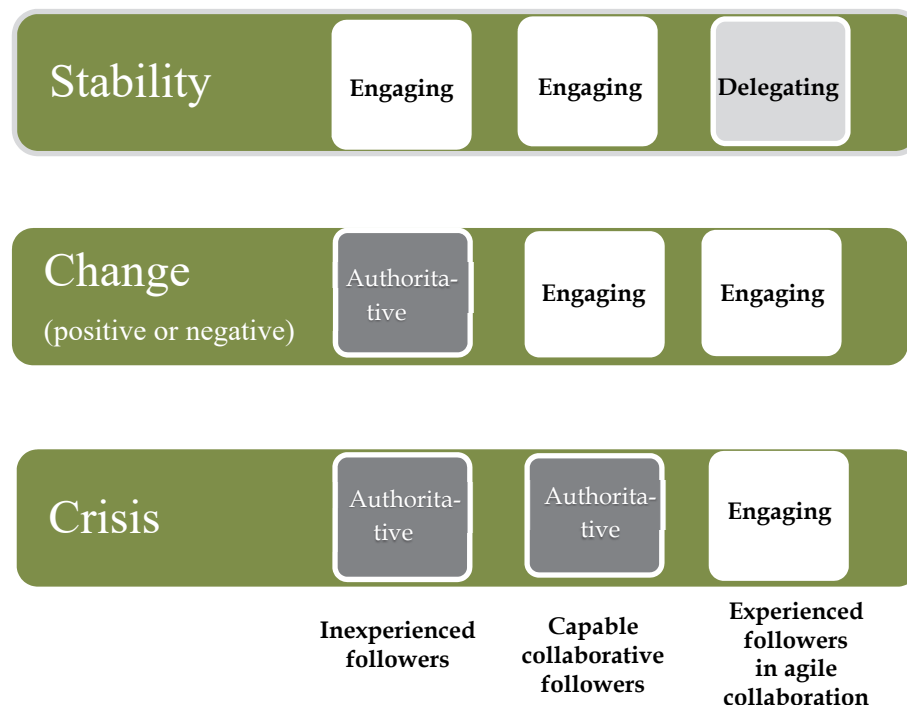 Stability
Engaging
Engaging
Delegating
Change
(positive or negative)
Authorita-
tive
Engaging
Engaging
Crisis
Authorita-
tive
Authorita-
tive
Engaging
Inexperienced
followers
Capable
collaborative
followers
Experienced
followers
in agile
collaboration